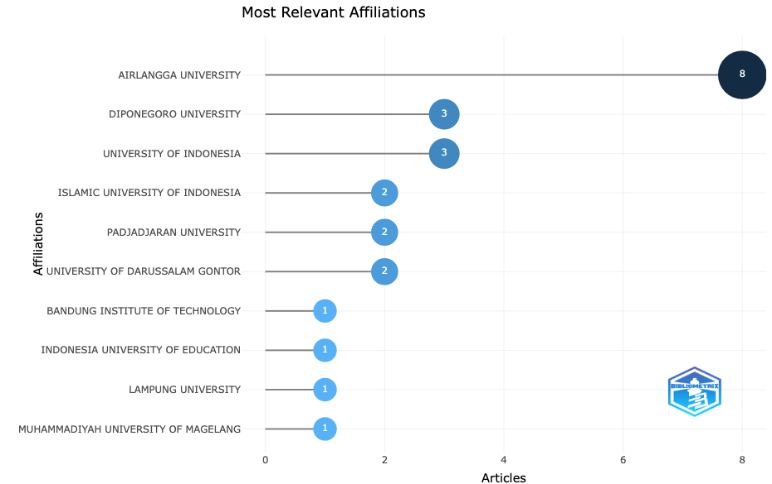 Most Relevant Affiliations
AIRLANGGA UNIVERSITY
8
DIPONEGORO UNIVERSITY
3
UNIVERSITY OF INDONESIA
3
ISLAMIC UNIVERSITY OF INDONESIA
2
PADJADJARAN UNIVERSITY
2
UNIVERSITY OF DARUSSALAM GONTOR
2
BANDUNG INSTITUTE OF TECHNOLOGY
1
INDONESIA UNIVERSITY OF EDUCATION
1
LAMPUNG UNIVERSITY
1
MUHAMMADIYAH UNIVERSITY OF MAGELANG
1
Affiliations
BIBLIOMETRIX
0 2 4 6 8
Articles